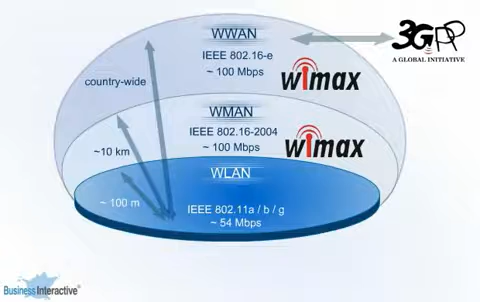 WWAN
IEEE 802.16-e
~ 100 Mbps
wimax
3GPP
A GLOBAL INITIATIVE
country-wide
WMAN
IEEE 802.16-2004
~ 100 Mbps
wimax
~10 km
WLAN
~ 100 m
IEEE 802.11a / b / g
~ 54 Mbps
Business Interactive